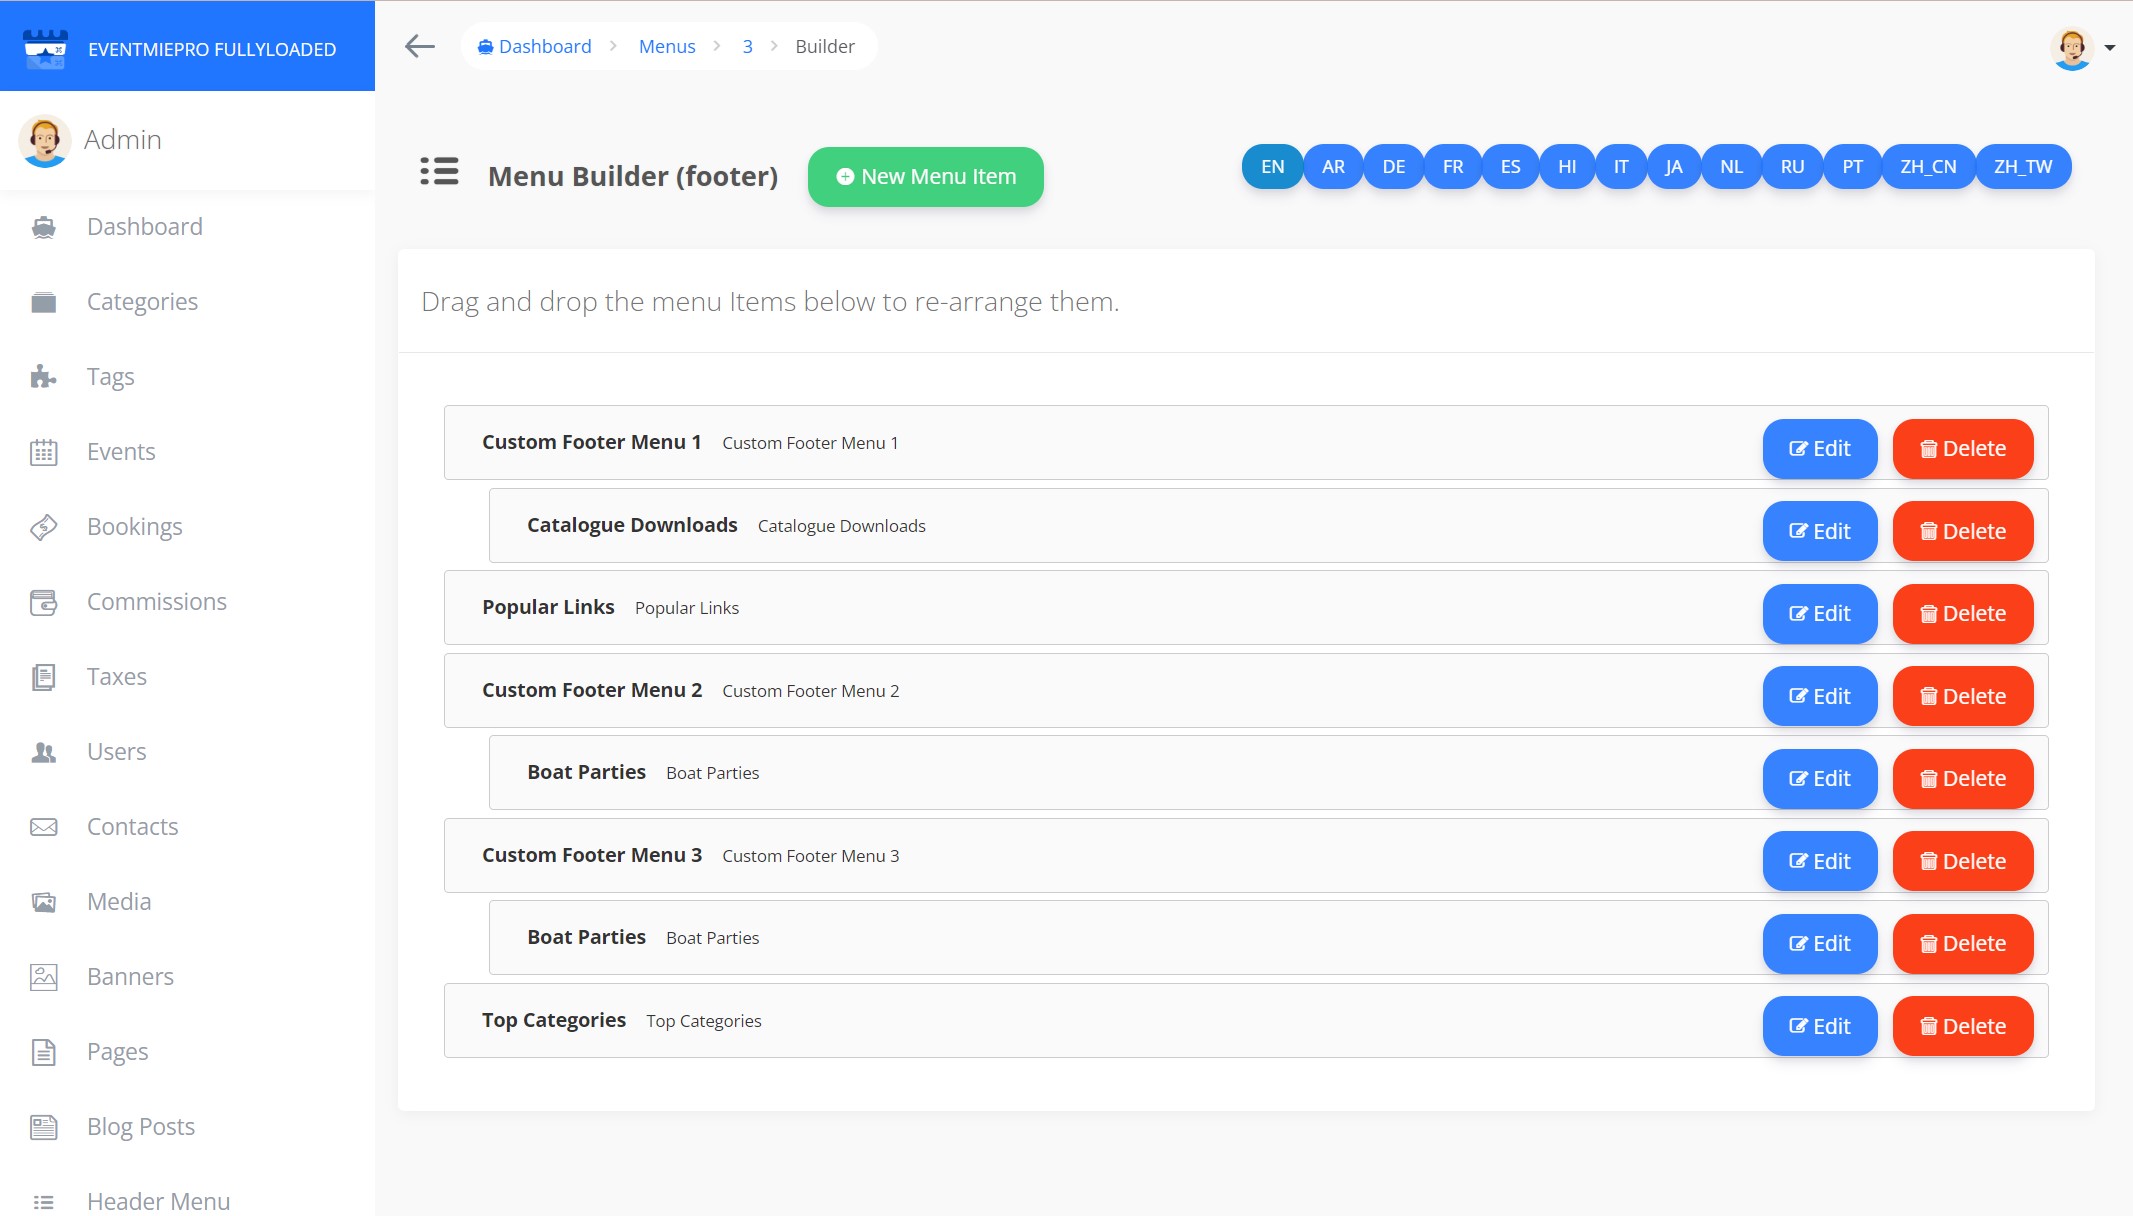 EVENTMIEPRO FULLYLOADED
Dashboard Menus 3 Builder
Admin
Dashboard
Categories
Tags
Events
Bookings
Commissions
Taxes
Users
Contacts
Media
Banners
Pages
Blog Posts
Header Menu
Menu Builder (footer) New Menu Item
EN AR DE FR ES HI IT JA NL RU PT ZH_CN ZH_TW
Drag and drop the menu Items below to re-arrange them.
Custom Footer Menu 1 Custom Footer Menu 1 Edit Delete
Catalogue Downloads Catalogue Downloads Edit Delete
Popular Links Popular Links Edit Delete
Custom Footer Menu 2 Custom Footer Menu 2 Edit Delete
Boat Parties Boat Parties Edit Delete
Custom Footer Menu 3 Custom Footer Menu 3 Edit Delete
Boat Parties Boat Parties Edit Delete
Top Categories Top Categories Edit Delete